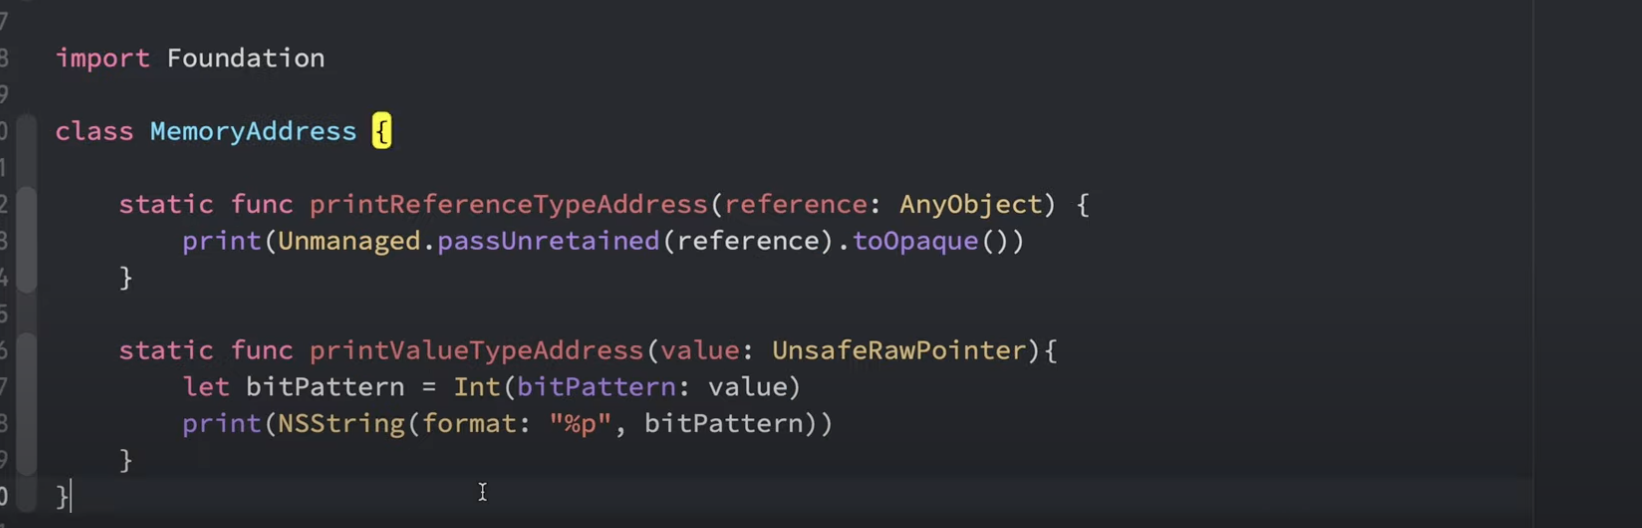 7
8 import Foundation
9
0 class MemoryAddress {
1
2     static func printReferenceTypeAddress(reference: AnyObject) {
3         print(Unmanaged.passUnretained(reference).toOpaque())
4     }
5
6     static func printValueTypeAddress(value: UnsafeRawPointer){
7         let bitPattern = Int(bitPattern: value)
8         print(NSString(format: "%p", bitPattern))
9     }
0 }